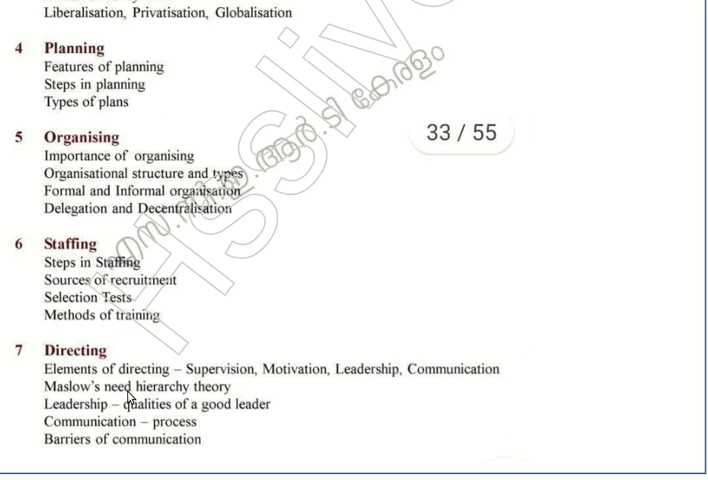 Liberalisation, Privatisation, Globalisation
4 Planning
Features of planning
Steps in planning
Types of plans
5 Organising
33 / 55
Importance of organising
Organisational structure and types
Formal and Informal organisation
Delegation and Decentralisation
6 Staffing
Steps in Staffing
Sources of recruitment
Selection Tests
Methods of training
7 Directing
Elements of directing – Supervision, Motivation, Leadership, Communication
Maslow's need hierarchy theory
Leadership – qualities of a good leader
Communication – process
Barriers of communication
എസ്.സി.ഇ.ആർ.ടി കേരളം